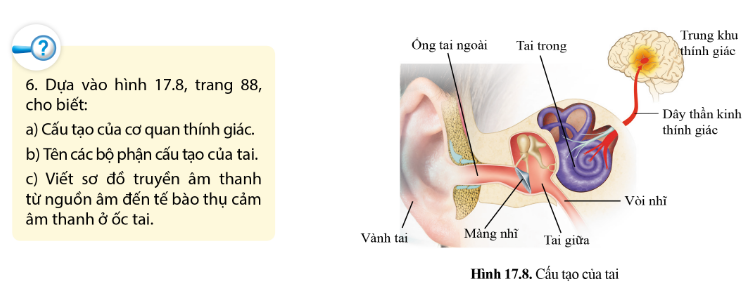 ?
6. Dựa vào hình 17.8, trang 88,
cho biết:
a) Cấu tạo của cơ quan thính giác.
b) Tên các bộ phận cấu tạo của tai.
c) Viết sơ đồ truyền âm thanh
từ nguồn âm đến tế bào thụ cảm
âm thanh ở ốc tai.
Ống tai ngoài
Tai trong
Trung khu
thính giác
Dây thần kinh
thính giác
Vòi nhĩ
Vành tai
Màng nhĩ
Tai giữa
Hình 17.8. Cấu tạo của tai